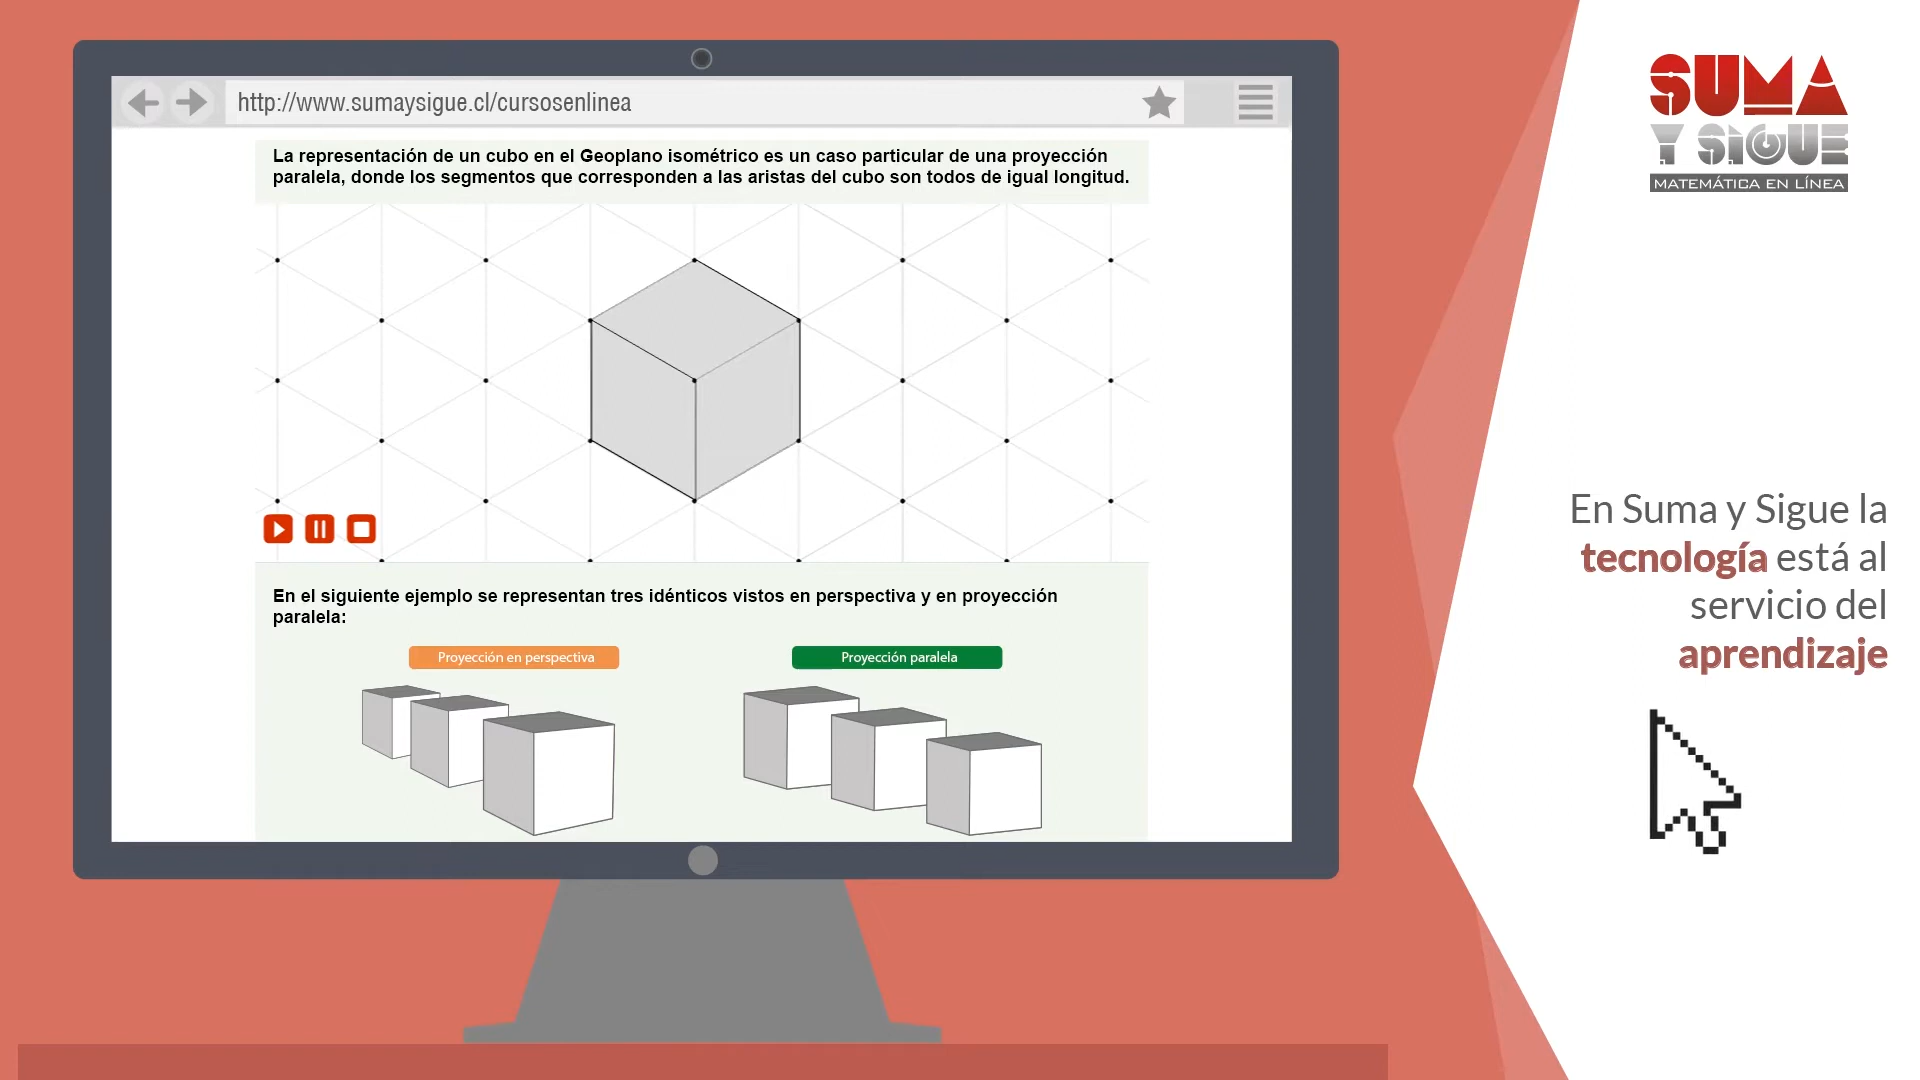 http://www.sumaysigue.cl/cursosenlinea
La representación de un cubo en el Geoplano isométrico es un caso particular de una proyección
paralela, donde los segmentos que corresponden a las aristas del cubo son todos de igual longitud.
En el siguiente ejemplo se representan tres idénticos vistos en perspectiva y en proyección
paralela:
Proyección en perspectiva
Proyección paralela
SUMA
Y SIGUE
MATEMÁTICA EN LÍNEA
En Suma y Sigue la
tecnología está al
servicio del
aprendizaje